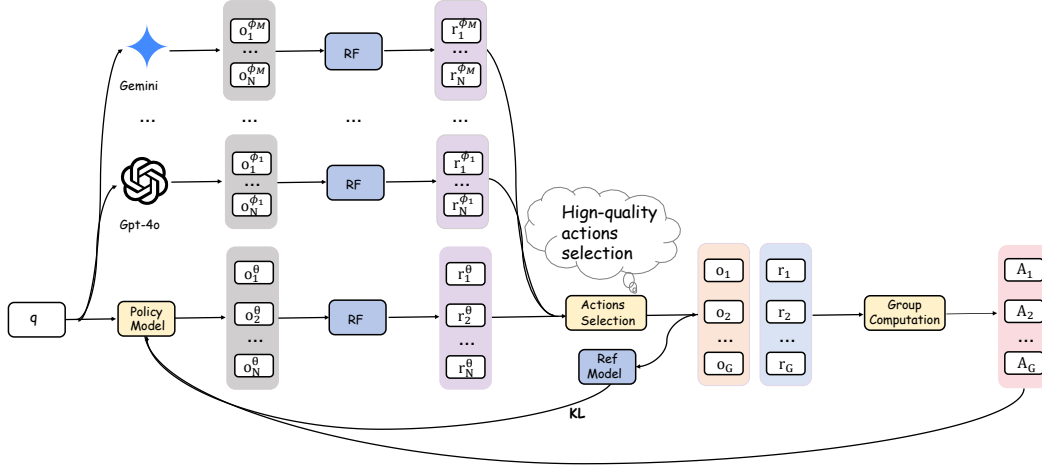 o₁^ϕM
...
o_N^ϕM
RF
r₁^ϕM
...
r_N^ϕM
Gemini
...
...
...
...
o₁^ϕ1
...
o_N^ϕ1
RF
r₁^ϕ1
...
r_N^ϕ1
Gpt-4o
Hign-quality
actions
selection
q
Policy
Model
o₁^θ
o₂^θ
...
o_N^θ
RF
r₁^θ
r₂^θ
...
r_N^θ
Actions
Selection
Ref
Model
KL
o₁
o₂
...
o_G
r₁
r₂
...
r_G
Group
Computation
A₁
A₂
...
A_G